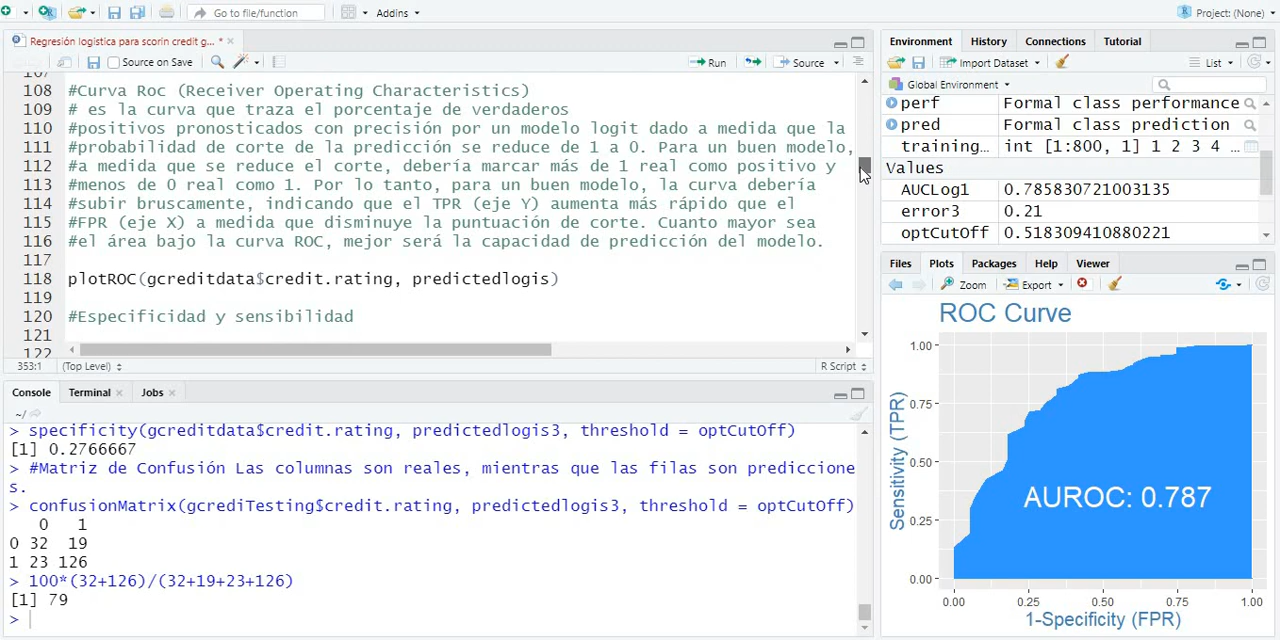 Go to file/function
Addins
Project: (None)
Regresión logística para scorin credit g... *
Source on Save
Run
Source
108 #Curva Roc (Receiver Operating Characteristics)
109 # es la curva que traza el porcentaje de verdaderos
110 #positivos pronosticados con precisión por un modelo logit dado a medida que la
111 #probabilidad de corte de la predicción se reduce de 1 a 0. Para un buen modelo,
112 #a medida que se reduce el corte, debería marcar más de 1 real como positivo y
113 #menos de 0 real como 1. Por lo tanto, para un buen modelo, la curva debería
114 #subir bruscamente, indicando que el TPR (eje Y) aumenta más rápido que el
115 #FPR (eje X) a medida que disminuye la puntuación de corte. Cuanto mayor sea
116 #el área bajo la curva ROC, mejor será la capacidad de predicción del modelo.
117
118 plotROC(gcreditdata$credit.rating, predictedlogis)
119
120 #Especificidad y sensibilidad
121
122
353:1 (Top Level) R Script
Console Terminal Jobs
~/
> specificity(gcreditdata$credit.rating, predictedlogis3, threshold = optCutOff)
[1] 0.2766667
> #Matriz de Confusión Las columnas son reales, mientras que las filas son prediccione
s.
> confusionMatrix(gcrediTesting$credit.rating, predictedlogis3, threshold = optCutOff)
0 1
0 32 19
1 23 126
> 100*(32+126)/(32+19+23+126)
[1] 79
>
Environment History Connections Tutorial
Import Dataset List
Global Environment
perf Formal class performance
pred Formal class prediction
training... int [1:800, 1] 1 2 3 4 ...
Values
AUCLog1 0.785830721003135
error3 0.21
optCutOff 0.518309410880221
Files Plots Packages Help Viewer
Zoom Export
ROC Curve
1.00
0.75
0.50
0.25
0.00
Sensitivity (TPR)
AUROC: 0.787
0.00 0.25 0.50 0.75 1.00
1-Specificity (FPR)